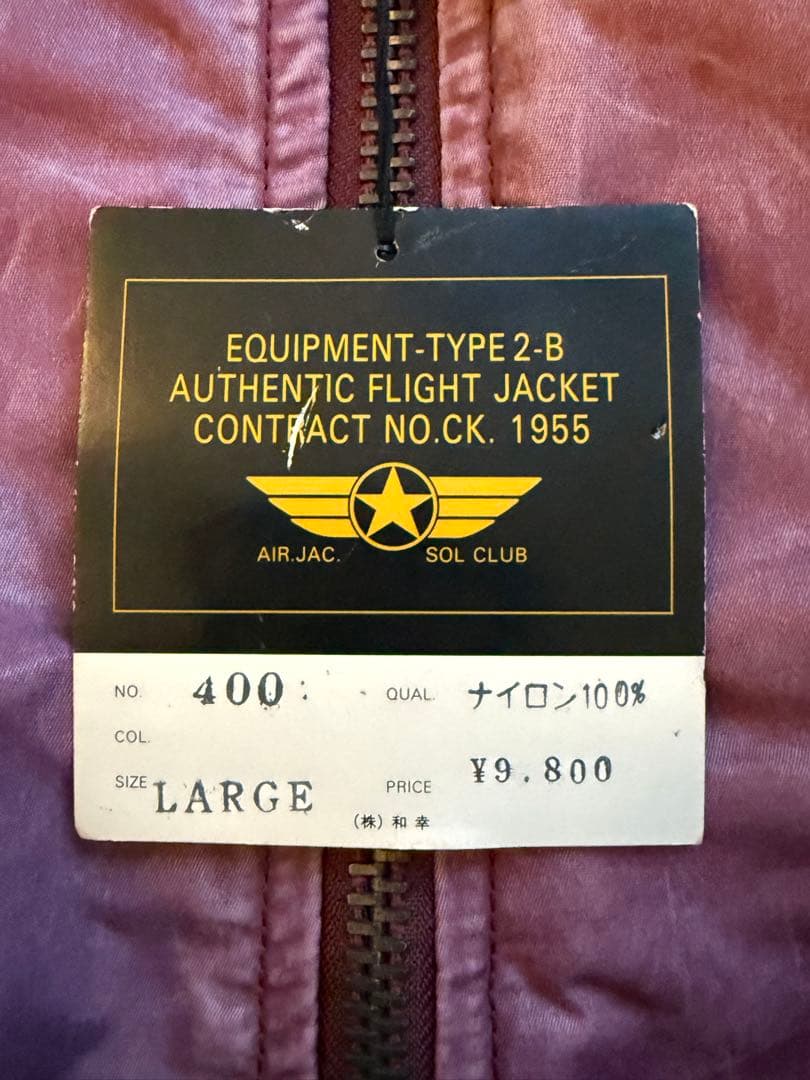 EQUIPMENT-TYPE 2-B
AUTHENTIC FLIGHT JACKET
CONTRACT NO.CK. 1955
AIR.JAC. SOL CLUB
NO. 400: QUAL. ナイロン100%
COL.
SIZE LARGE PRICE ¥9.800
(株) 和幸